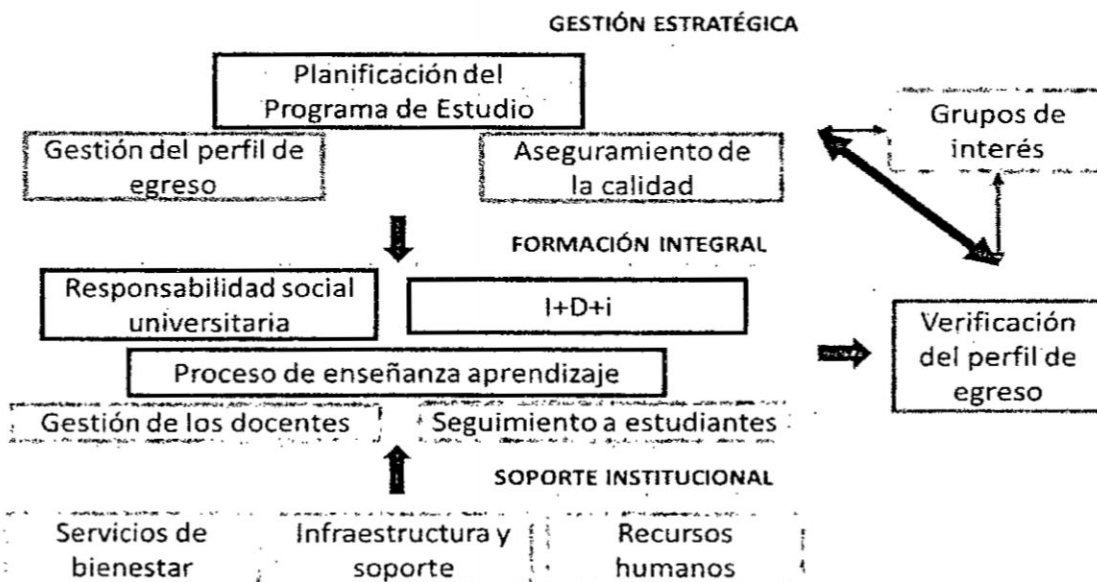 GESTIÓN ESTRATÉGICA
Planificación del
Programa de Estudio
Gestión del perfil de
egreso
Aseguramiento de
la calidad
Grupos de
interés
FORMACIÓN INTEGRAL
Responsabilidad social
universitaria
I+D+i
Proceso de enseñanza aprendizaje
Gestión de los docentes
Seguimiento a estudiantes
Verificación
del perfil de
egreso
SOPORTE INSTITUCIONAL
Servicios de
bienestar
Infraestructura y
soporte
Recursos
humanos